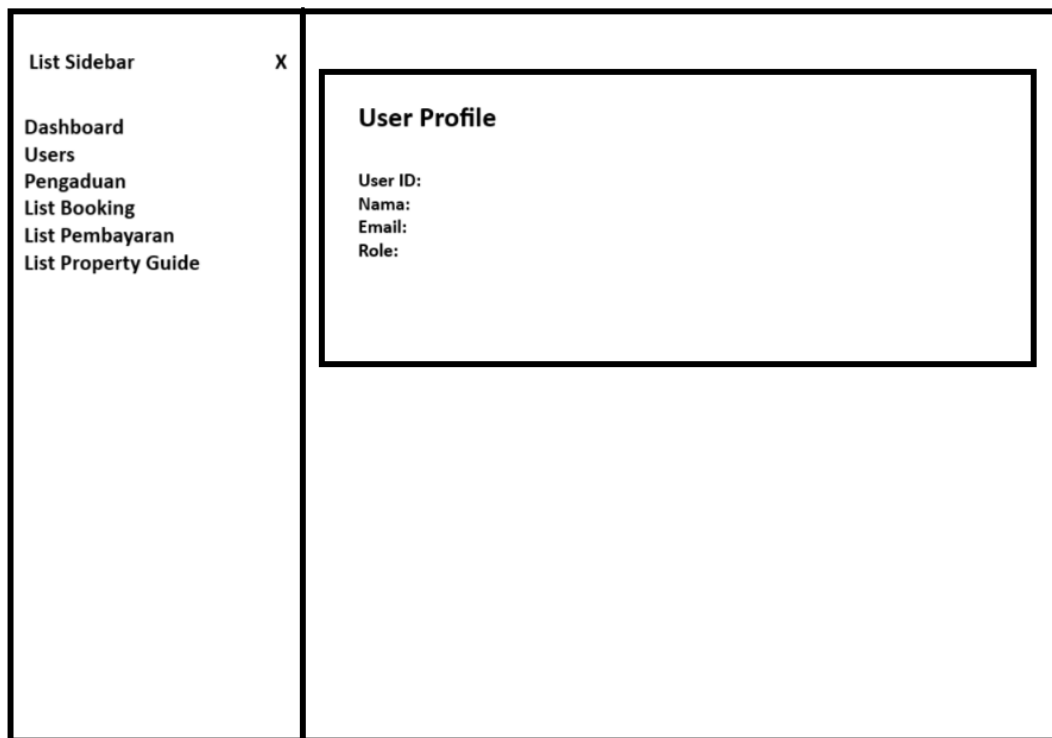 List Sidebar X
Dashboard
Users
Pengaduan
List Booking
List Pembayaran
List Property Guide
User Profile
User ID:
Nama:
Email:
Role: